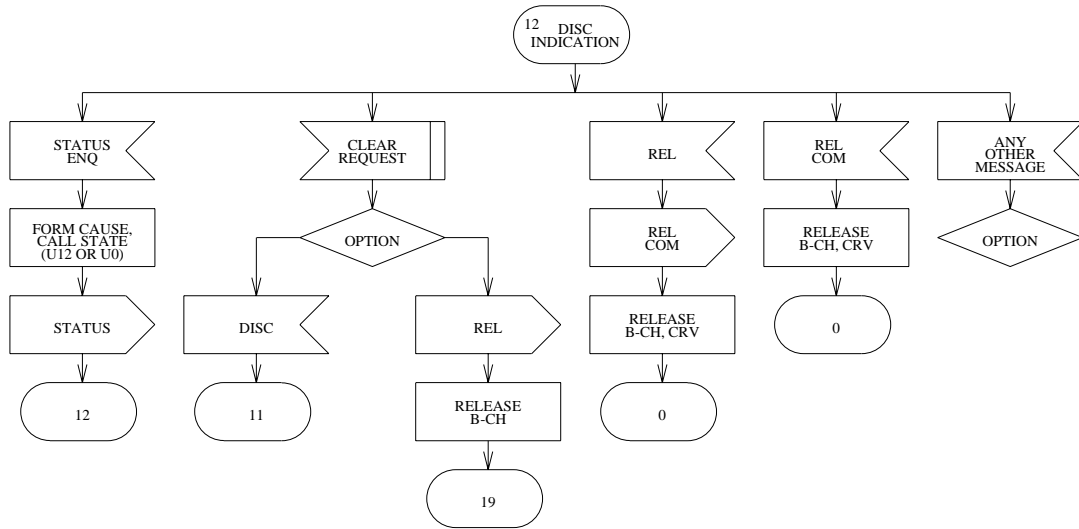 12 DISC
INDICATION
STATUS
ENQ
CLEAR
REQUEST
REL
REL
COM
ANY
OTHER
MESSAGE
FORM CAUSE,
CALL STATE
(U12 OR U0)
OPTION
REL
COM
RELEASE
B-CH, CRV
OPTION
STATUS
DISC
REL
RELEASE
B-CH, CRV
0
12
11
RELEASE
B-CH
0
19